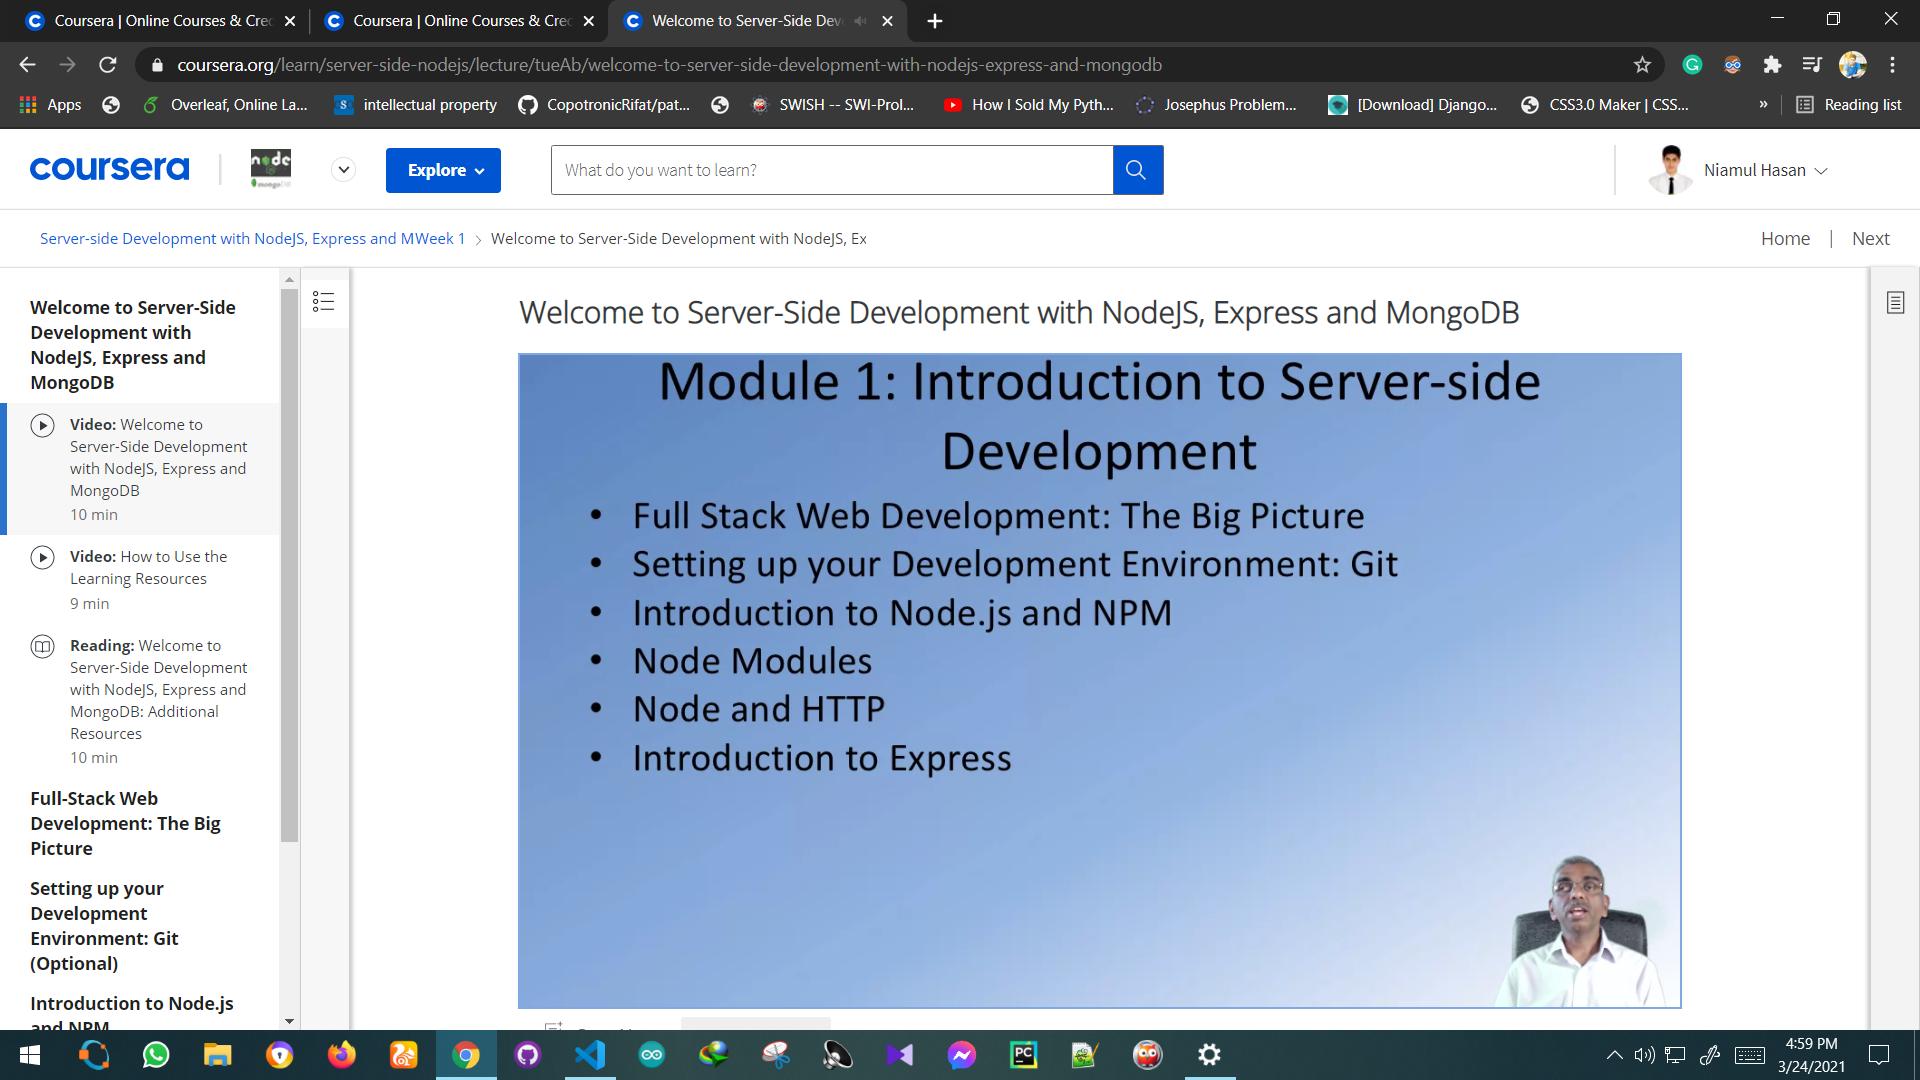 Coursera | Online Courses & Cre
Coursera | Online Courses & Cre
Welcome to Server-Side Dev
coursera.org/learn/server-side-nodejs/lecture/tueAb/welcome-to-server-side-development-with-nodejs-express-and-mongodb
Apps
Overleaf, Online La...
intellectual property
CopotronicRifat/pat...
SWISH -- SWI-Prol...
How I Sold My Pyth...
Josephus Problem...
[Download] Django...
CSS3.0 Maker | CSS...
»
Reading list
coursera
node
mongoDB
Explore
What do you want to learn?
Niamul Hasan
Server-side Development with NodeJS, Express and MWeek 1 > Welcome to Server-Side Development with NodeJS, Ex
Home | Next
Welcome to Server-Side
Development with
NodeJS, Express and
MongoDB
Video: Welcome to
Server-Side Development
with NodeJS, Express and
MongoDB
10 min
Video: How to Use the
Learning Resources
9 min
Reading: Welcome to
Server-Side Development
with NodeJS, Express and
MongoDB: Additional
Resources
10 min
Full-Stack Web
Development: The Big
Picture
Setting up your
Development
Environment: Git
(Optional)
Introduction to Node.js
and NPM
Welcome to Server-Side Development with NodeJS, Express and MongoDB
Module 1: Introduction to Server-side
Development
• Full Stack Web Development: The Big Picture
• Setting up your Development Environment: Git
• Introduction to Node.js and NPM
• Node Modules
• Node and HTTP
• Introduction to Express
PC
4:59 PM
3/24/2021